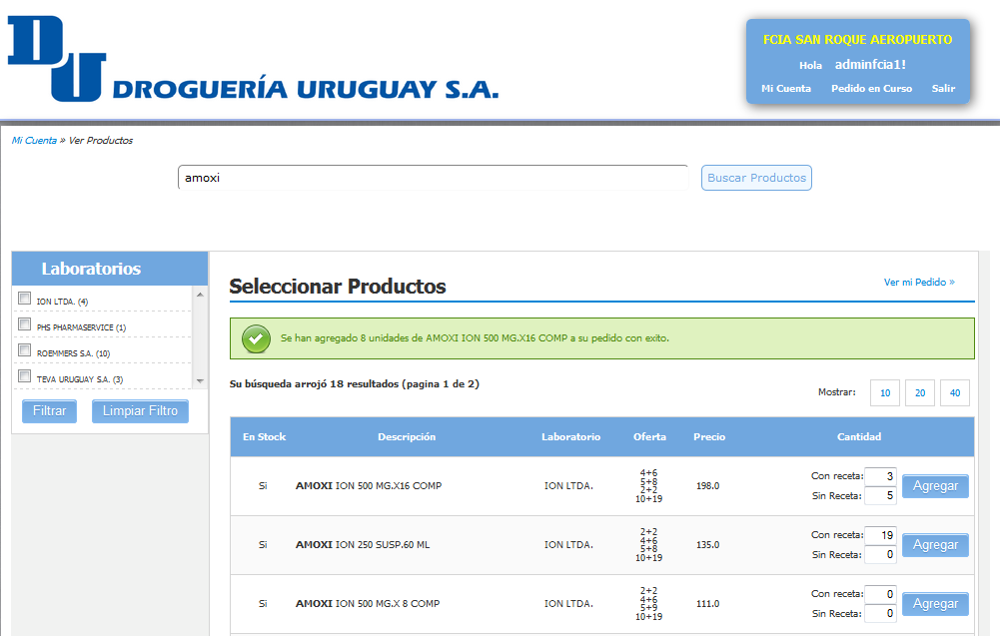 DU
DROGUERÍA URUGUAY S.A.
FCIA SAN ROQUE AEROPUERTO
Hola adminfcia1!
Mi Cuenta Pedido en Curso Salir
Mi Cuenta » Ver Productos
amoxi Buscar Productos
Laboratorios
ION LTDA. (4)
PHS PHARMASERVICE (1)
ROEMMERS S.A. (10)
TEVA URUGUAY S.A. (3)
Filtrar Limpiar Filtro
Seleccionar Productos Ver mi Pedido »
Se han agregado 8 unidades de AMOXI ION 500 MG.X16 COMP a su pedido con exito.
Su búsqueda arrojó 18 resultados (pagina 1 de 2)
Mostrar: 10 20 40
En Stock Descripción Laboratorio Oferta Precio Cantidad
Si AMOXI ION 500 MG.X16 COMP ION LTDA. 4+6 5+8 2+2 10+19 198.0 Con receta: 3 Sin Receta: 5 Agregar
Si AMOXI ION 250 SUSP.60 ML ION LTDA. 2+2 4+6 5+8 10+19 135.0 Con receta: 19 Sin Receta: 0 Agregar
Si AMOXI ION 500 MG.X 8 COMP ION LTDA. 2+2 4+6 5+9 10+19 111.0 Con receta: 0 Sin Receta: 0 Agregar